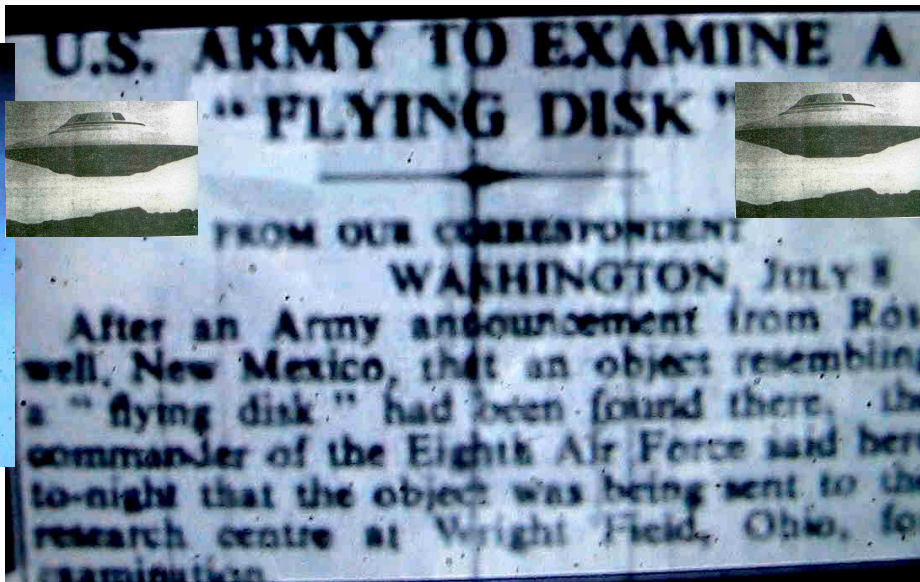 U.S. ARMY TO EXAMINE A
"FLYING DISK"
FROM OUR CORRESPONDENT
WASHINGTON, JULY 8
After an Army announcement from Ros
well, New Mexico, that an object resembling
a "flying disk" had been found there, the
commander of the Eighth Air Force said here
to-night that the object was being sent to the
research centre at Wright Field, Ohio, for
examination